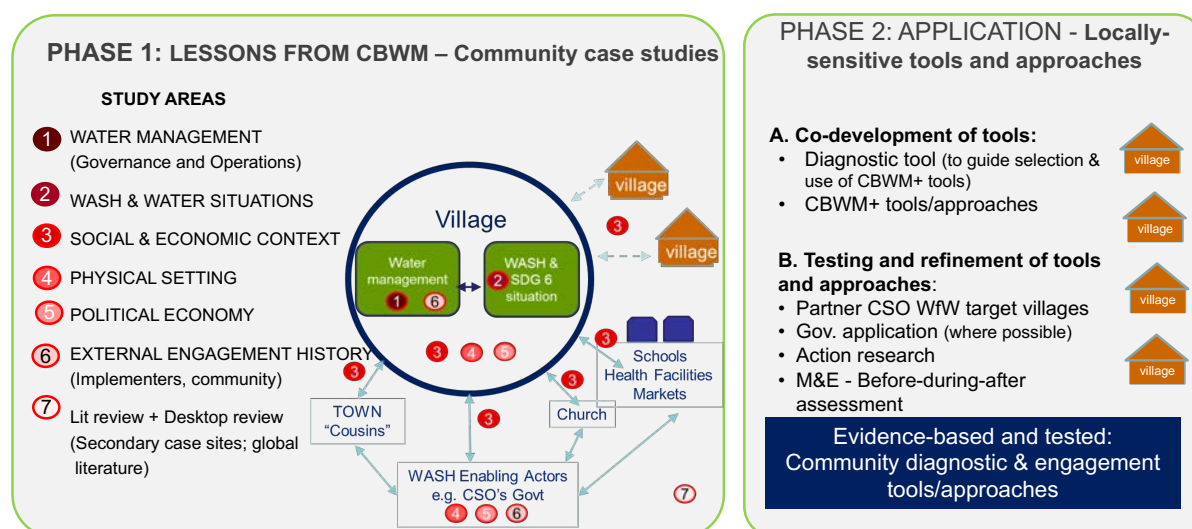 PHASE 1: LESSONS FROM CBWM – Community case studies
STUDY AREAS
1 WATER MANAGEMENT
(Governance and Operations)
2 WASH & WATER SITUATIONS
3 SOCIAL & ECONOMIC CONTEXT
4 PHYSICAL SETTING
5 POLITICAL ECONOMY
6 EXTERNAL ENGAGEMENT HISTORY
(Implementers, community)
7 Lit review + Desktop review
(Secondary case sites; global
literature)
village
3
village
Village
Water
management
1 6
2
WASH &
SDG 6
situation
3 4 5
3
Schools
Health Facilities
Markets
3
TOWN
“Cousins”
3
3
Church
WASH Enabling Actors
e.g. CSO's Govt
4 5 6
7
PHASE 2: APPLICATION - Locally-
sensitive tools and approaches
A. Co-development of tools:
• Diagnostic tool (to guide selection &
use of CBWM+ tools)
• CBWM+ tools/approaches
B. Testing and refinement of tools
and approaches:
• Partner CSO WfW target villages
• Gov. application (where possible)
• Action research
• M&E - Before-during-after
assessment
village
village
village
village
Evidence-based and tested:
Community diagnostic & engagement
tools/approaches